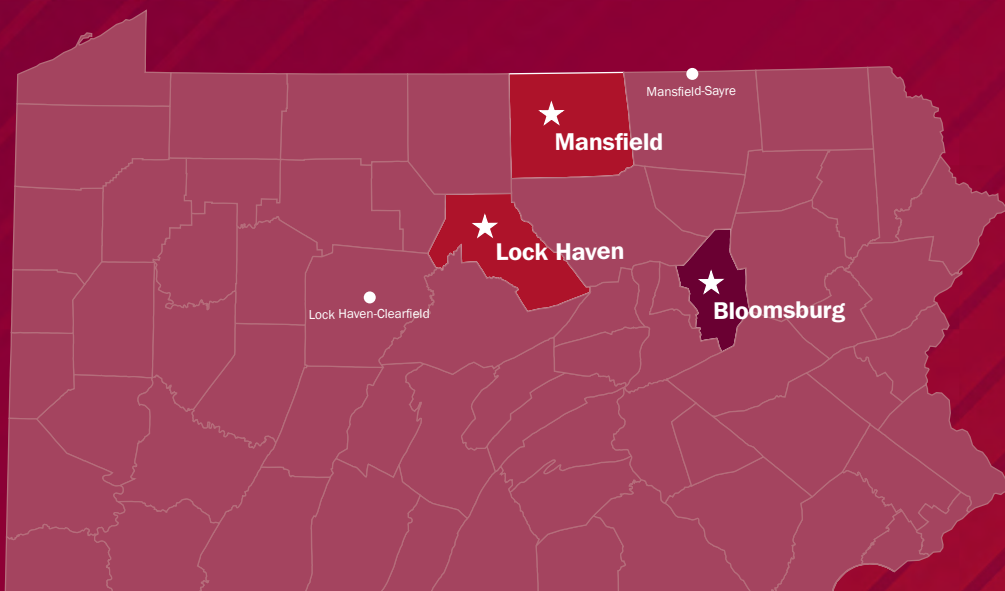 Mansfield-Sayre
Mansfield
Lock Haven
Bloomsburg
Lock Haven-Clearfield